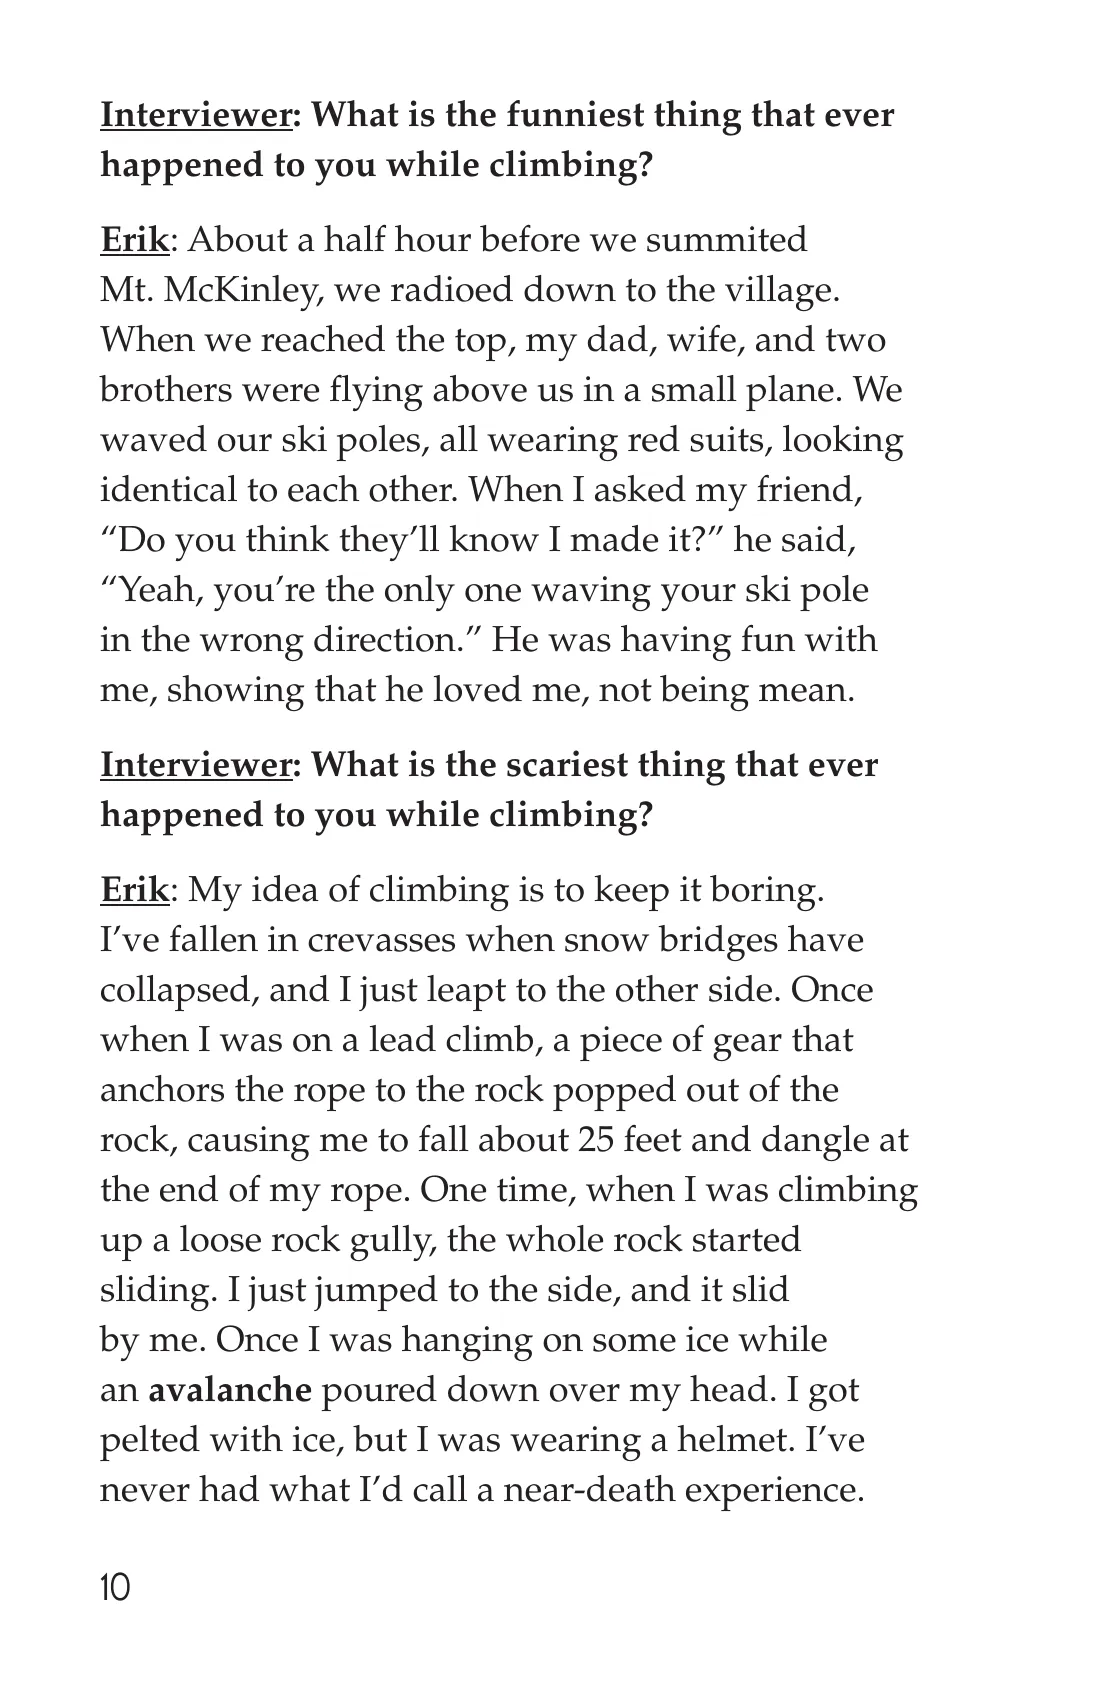 Interviewer: What is the funniest thing that ever
happened to you while climbing?
Erik: About a half hour before we summited
Mt. McKinley, we radioed down to the village.
When we reached the top, my dad, wife, and two
brothers were flying above us in a small plane. We
waved our ski poles, all wearing red suits, looking
identical to each other. When I asked my friend,
“Do you think they’ll know I made it?” he said,
“Yeah, you’re the only one waving your ski pole
in the wrong direction.” He was having fun with
me, showing that he loved me, not being mean.
Interviewer: What is the scariest thing that ever
happened to you while climbing?
Erik: My idea of climbing is to keep it boring.
I’ve fallen in crevasses when snow bridges have
collapsed, and I just leapt to the other side. Once
when I was on a lead climb, a piece of gear that
anchors the rope to the rock popped out of the
rock, causing me to fall about 25 feet and dangle at
the end of my rope. One time, when I was climbing
up a loose rock gully, the whole rock started
sliding. I just jumped to the side, and it slid
by me. Once I was hanging on some ice while
an avalanche poured down over my head. I got
pelted with ice, but I was wearing a helmet. I’ve
never had what I’d call a near-death experience.
10